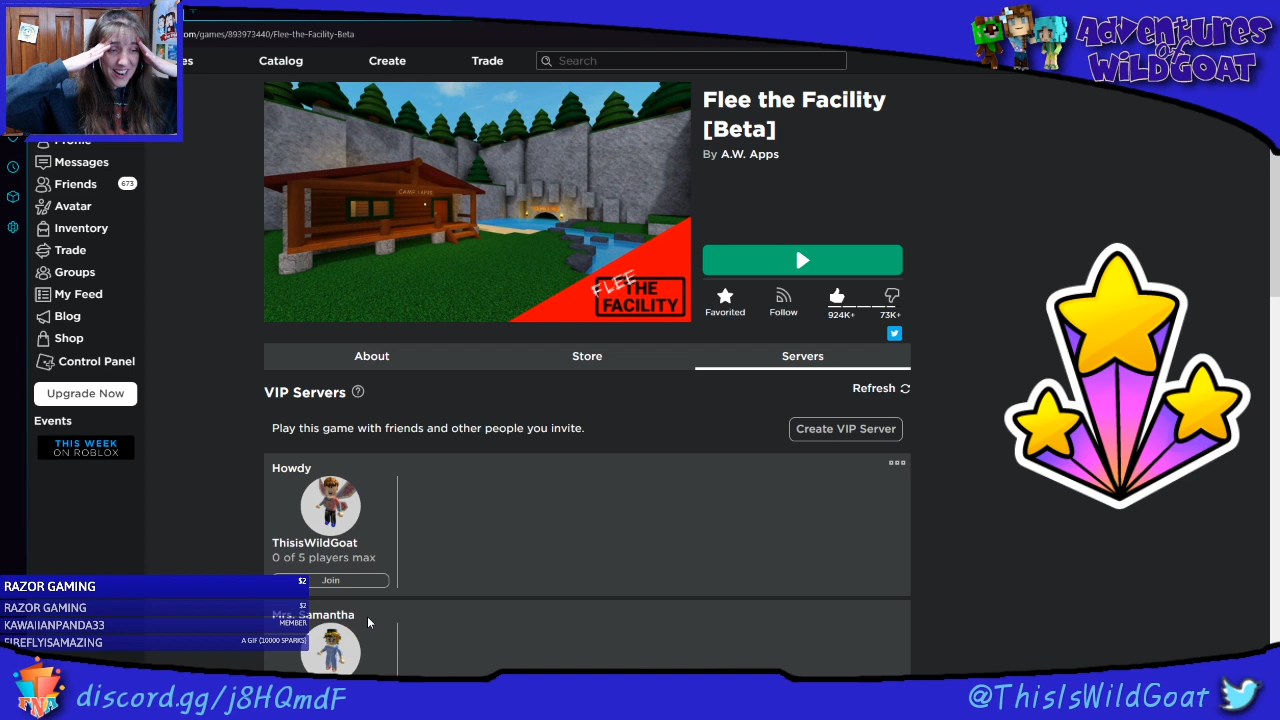 om/games/893973440/Flee-the-Facility-Beta
Adventures
of
WildGoat
es
Catalog
Create
Trade
Search
Profile
Messages
Friends
673
Avatar
Inventory
Trade
Groups
My Feed
Blog
Shop
Control Panel
Upgrade Now
Events
THIS WEEK
ON ROBLOX
FLEE
THE
FACILITY
Flee the Facility
[Beta]
By A.W. Apps
Favorited
Follow
924K+
73K+
About
Store
Servers
VIP Servers
Refresh
Play this game with friends and other people you invite.
Create VIP Server
Howdy
ThisisWildGoat
0 of 5 players max
Join
Mrs. Samantha
RAZOR GAMING $2
RAZOR GAMING $2
KAWAIIANPANDA33 MEMBER
FIREFLYISAMAZING A GIF (10000 SPARKS)
FNA
discord.gg/j8HQmdF
@ThisIsWildGoat